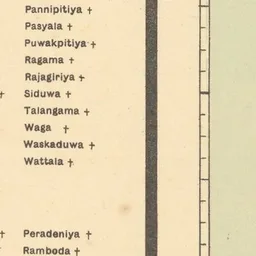 Pannipitiya †
Pasyala †
Puwakpitiya †
Ragama †
Rajagiriya †
† Siduwa †
Talangama †
Waga †
Waskaduwa †
Wattala †
† Peradeniya †
† Ramboda †